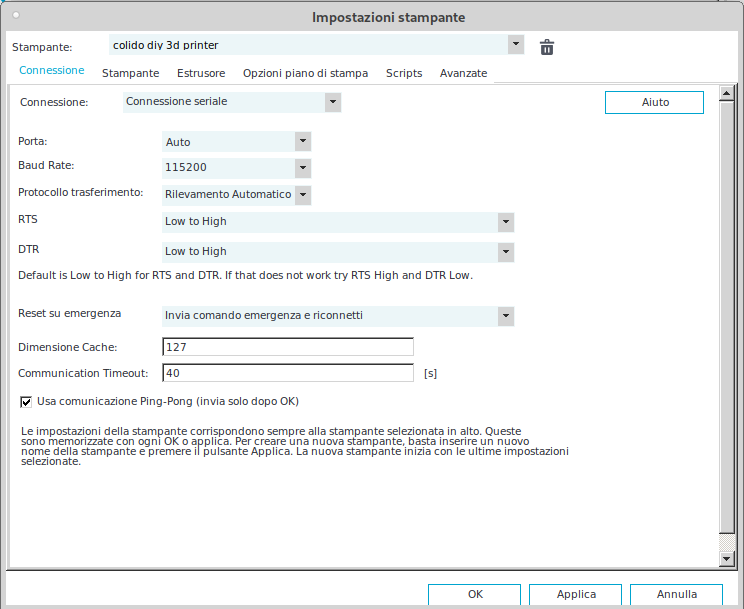 Impostazioni stampante
Stampante: colido diy 3d printer
Connessione Stampante Estrusore Opzioni piano di stampa Scripts Avanzate
Connessione: Connessione seriale Aiuto
Porta: Auto
Baud Rate: 115200
Protocollo trasferimento: Rilevamento Automatico
RTS Low to High
DTR Low to High
Default is Low to High for RTS and DTR. If that does not work try RTS High and DTR Low.
Reset su emergenza Invia comando emergenza e riconnetti
Dimensione Cache: 127
Communication Timeout: 40 [s]
Usa comunicazione Ping-Pong (invia solo dopo OK)
Le impostazioni della stampante corrispondono sempre alla stampante selezionata in alto. Queste
sono memorizzate con ogni OK o applica. Per creare una nuova stampante, basta inserire un nuovo
nome della stampante e premere il pulsante Applica. La nuova stampante inizia con le ultime impostazioni
selezionate.
OK Applica Annulla